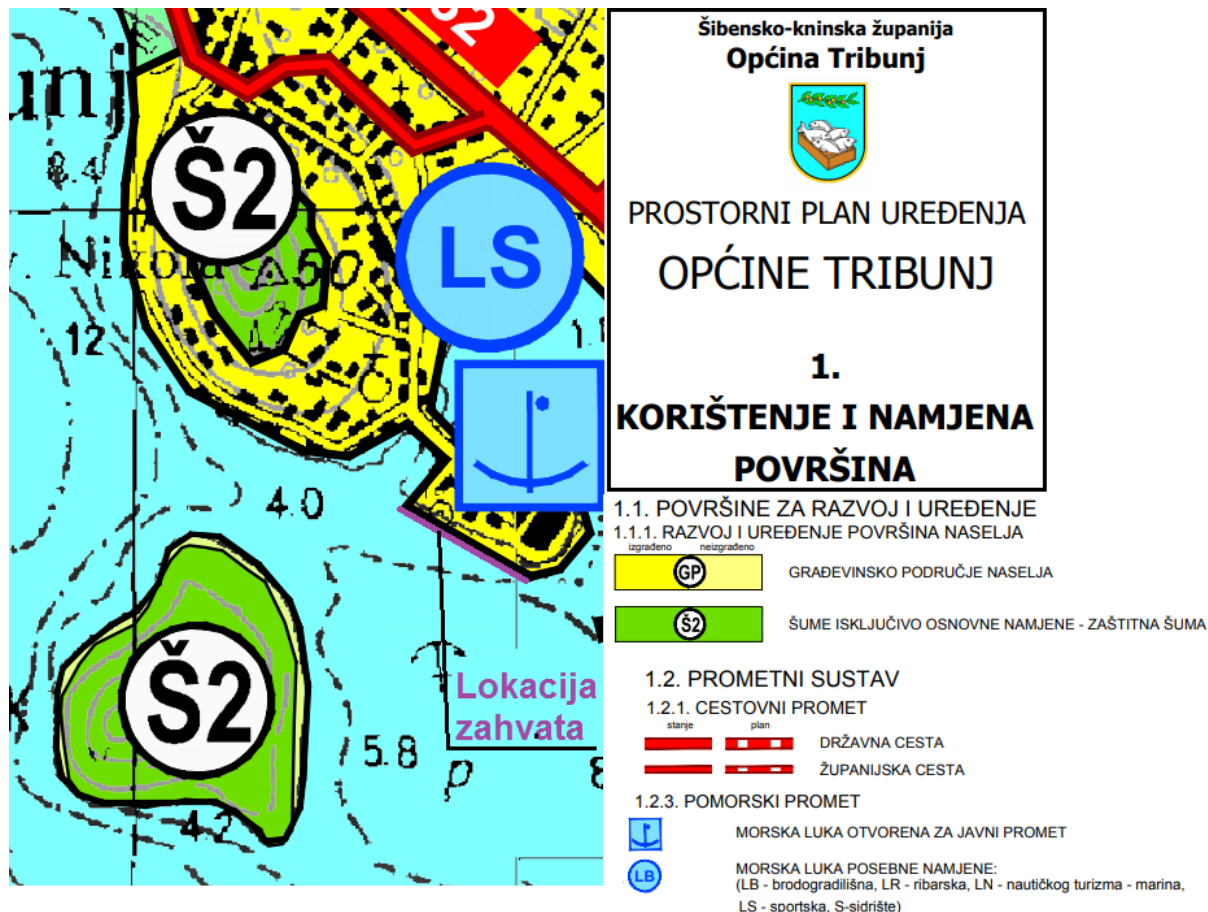 unj
S2
8.4
Š2
Nikola
50
12
LS
4.0
Š2
Lokacija
zahvata
5.8
4.2
Šibensko-kninska županija
Općina Tribunj
PROSTORNI PLAN UREĐENJA
OPĆINE TRIBUNJ
1.
KORIŠTENJE I NAMJENA
POVRŠINA
1.1. POVRŠINE ZA RAZVOJ I UREĐENJE
1.1.1. RAZVOJ I UREĐENJE POVRŠINA NASELJA
izgrađeno neizgrađeno
GP GRAĐEVINSKO PODRUČJE NASELJA
Š2 ŠUME ISKLJUČIVO OSNOVNE NAMJENE - ZAŠTITNA ŠUMA
1.2. PROMETNI SUSTAV
1.2.1. CESTOVNI PROMET
stanje plan
DRŽAVNA CESTA
ŽUPANIJSKA CESTA
1.2.3. POMORSKI PROMET
MORSKA LUKA OTVORENA ZA JAVNI PROMET
LB MORSKA LUKA POSEBNE NAMJENE:
(LB - brodogradilišna, LR - ribarska, LN - nautičkog turizma - marina,
LS - sportska, S-sidrište)